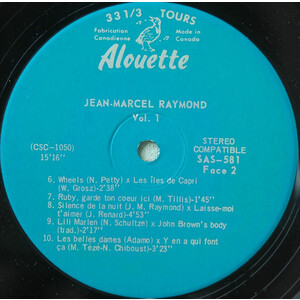 33 1/3 TOURS
Fabrication Canadienne
Made in Canada
Alouette
JEAN-MARCEL RAYMOND
Vol. 1
(CSC-1050)
15'16"
STEREO
COMPATIBLE
SAS-581
Face 2
6. Wheels (N. Petty) x Les îles de Capri
(W. Grosz)-2'38"
7. Ruby, garde ton coeur ici (M. Tillis)-1'45"
8. Silence de la nuit (J. M, Raymond) x Laisse-moi
t'aimer (J. Renard)-4'53"
9. Lili Marlen (N. Schultze) x John Brown's body
(trad.)-2'17"
10. Les belles dames (Adamo) x Y en a qui font
ça (M. Tézé-N. Chiboust)-3'23"